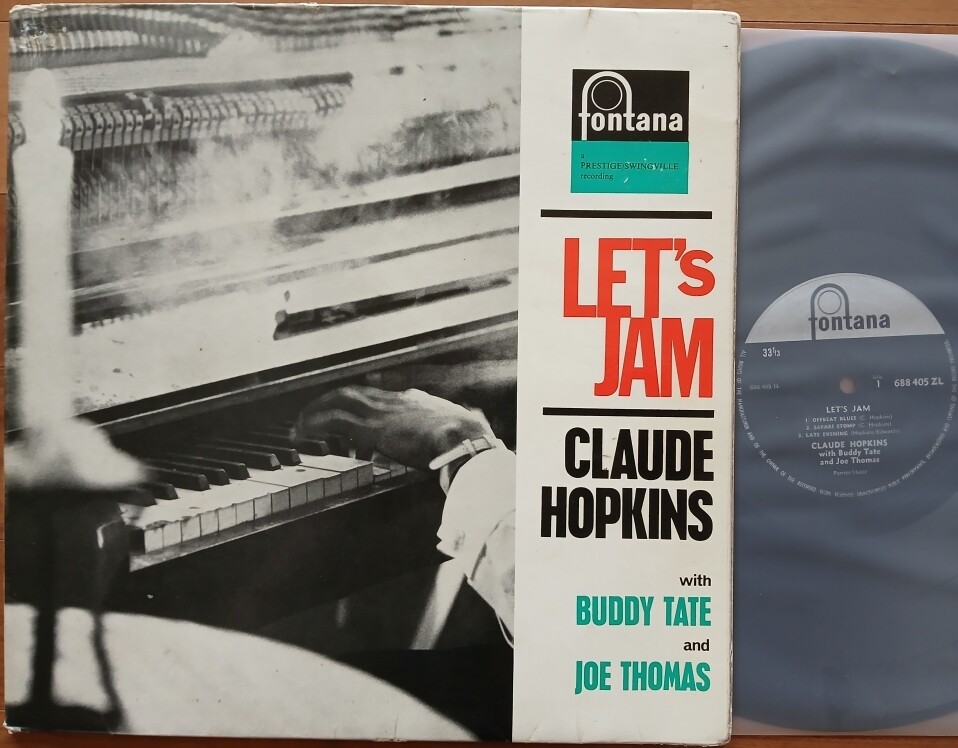 fontana
a
PRESTIGE/SWINGVILLE
recording
LET'S
JAM
CLAUDE
HOPKINS
with
BUDDY TATE
and
JOE THOMAS
fontana
33⅓
1
688 405 ZL
LET'S JAM
1. OFFBEAT BLUES (C. Hopkins)
2. SAFARI STOMP (C. Hopkins)
3. LATE EVENING
CLAUDE HOPKINS
with Buddy Tate
and Joe Thomas